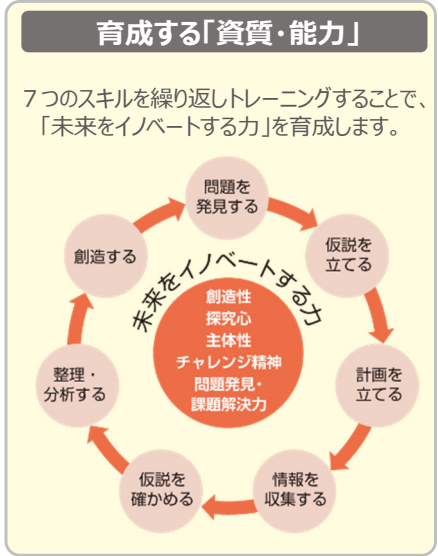 育成する「資質・能力」
７つのスキルを繰り返しトレーニングすることで、
「未来をイノベートする力」を育成します。
問題を
発見する
仮説を
立てる
計画を
立てる
情報を
収集する
仮説を
確かめる
整理・
分析する
創造する
未来をイノベートする力
創造性
探究心
主体性
チャレンジ精神
問題発見・
課題解決力